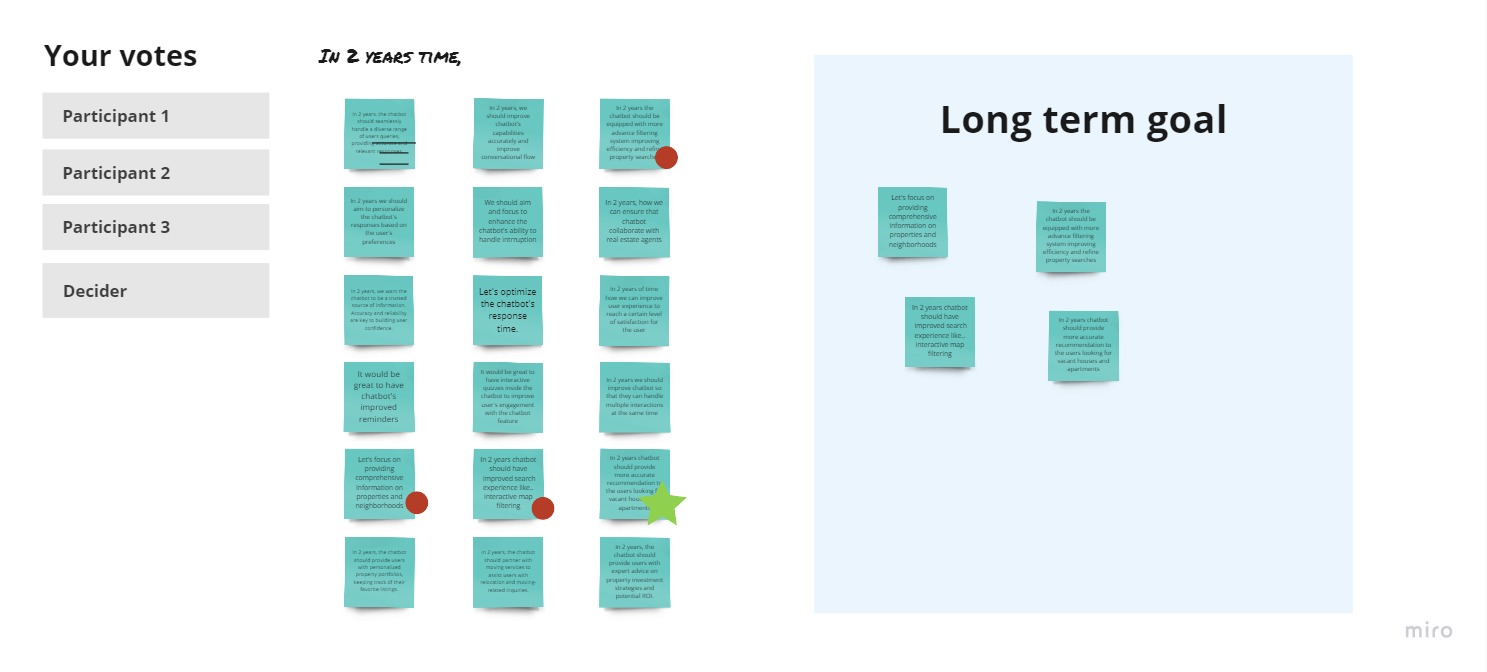 Your votes
Participant 1
Participant 2
Participant 3
Decider
In 2 years time,
In 2 years, the chatbot
should seamlessly
handle a diverse range
of users queries,
providing accurate and
relevant responses.
In 2 years, we
should improve
chatbot's
capabilities
accurately and
improve
conversational flow
In 2 years the
chatbot should be
equipped with more
advance filtering
system improving
efficiency and refine
property searches
In 2 years we should
aim to personalize
the chatbot's
responses based on
the user's
preferences
We should aim
and focus to
enhance the
chatbot's ability to
handle intrruption
In 2 years, how we
can ensure that
chatbot
collaborate with
real estate agents
In 2 years, we want the
chatbot to be a trusted
source of information.
Accuracy and reliability
are key to building user
confidence.
Let's optimize
the chatbot's
response
time.
In 2 years of time
how we can improve
user experience to
reach a certain level
of satisfaction for
the user
It would be
great to have
chatbot's
improved
reminders
It would be great to
have interactive
quizzes inside the
chatbot to improve
user's engagement
with the chatbot
feature
In 2 years we should
improve chatbot so
that they can handle
multiple interactions
at the same time
Let's focus on
providing
comprehensive
information on
properties and
neighborhoods
In 2 years chatbot
should have
improved search
experience like..
interactive map
filtering
In 2 years chatbot
should provide
more accurate
recommendation to
the users looking for
vacant houses and
apartments
In 2 years, the chatbot
should provide users
with personalized
property portfolios,
keeping track of their
favorite listings.
In 2 years, the chatbot
should partner with
moving services to
assist users with
relocation and moving-
related inquiries.
In 2 years, the
chatbot should
provide users with
expert advice on
property investment
strategies and
potential ROI.
Long term goal
Let's focus on
providing
comprehensive
information on
properties and
neighborhoods
In 2 years the
chatbot should be
equipped with more
advance filtering
system improving
efficiency and refine
property searches
In 2 years chatbot
should have
improved search
experience like..
interactive map
filtering
In 2 years chatbot
should provide
more accurate
recommendation to
the users looking for
vacant houses and
apartments
miro